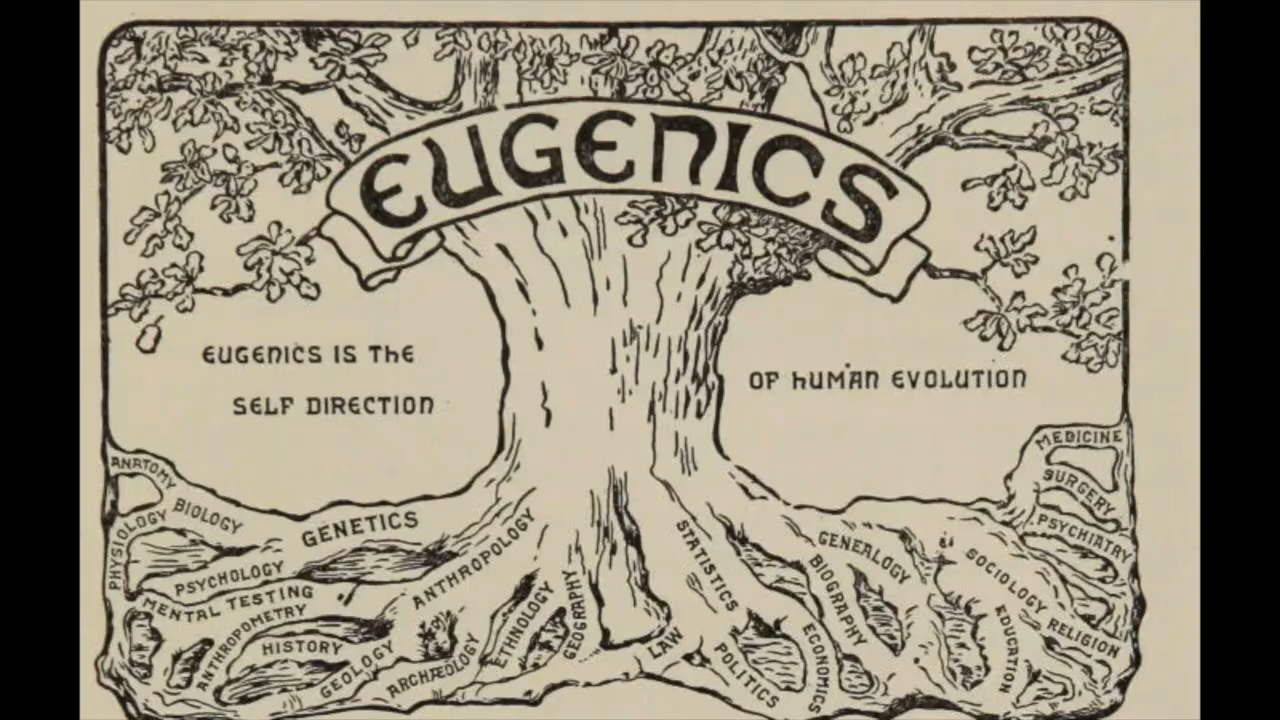 EUGENICS
EUGENICS IS THE
SELF DIRECTION
OF HUMAN EVOLUTION
ANATOMY
BIOLOGY
PHYSIOLOGY
GENETICS
PSYCHOLOGY
MENTAL TESTING
ANTHROPOMETRY
HISTORY
GEOLOGY
ANTHROPOLOGY
ARCHÆOLOGY
ETHNOLOGY
GEOGRAPHY
LAW
STATISTICS
POLITICS
ECONOMICS
BIOGRAPHY
GENEALOGY
EDUCATION
SOCIOLOGY
RELIGION
PSYCHIATRY
SURGERY
MEDICINE